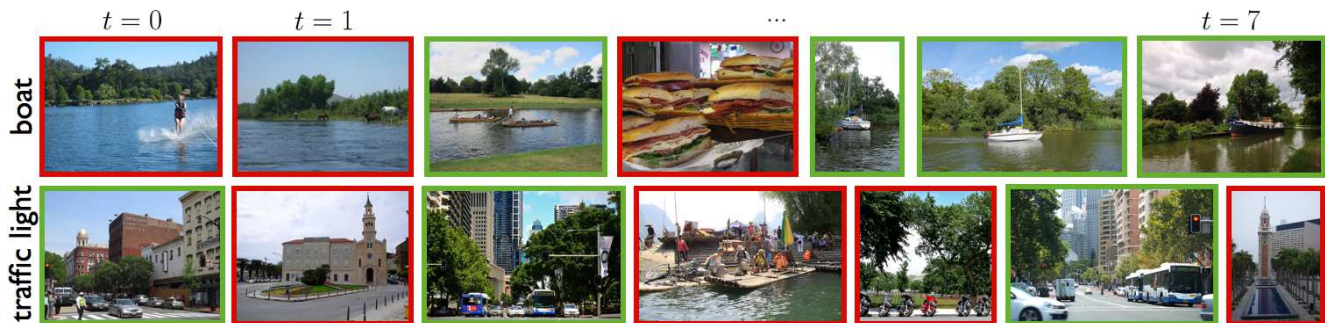 t = 0
t = 1
...
t = 7
boat
traffic light